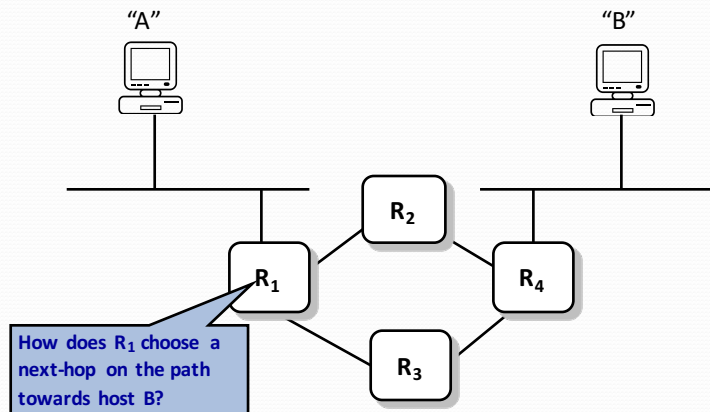 “A”
“B”
R₂
R₁
R₄
R₃
How does R₁ choose a
next-hop on the path
towards host B?